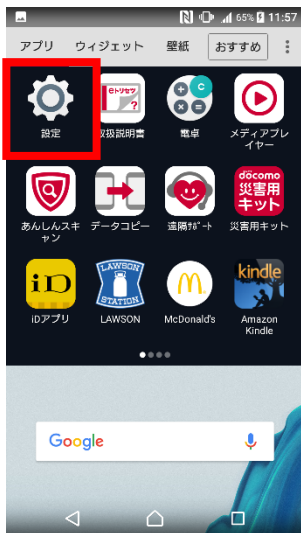 65% 11:57
アプリ ウィジェット 壁紙 おすすめ
eトリセツ
?
C
設定 取扱説明書 電卓 メディアプレ
イヤー
docomo
災害用
キット
あんしんスキ データコピー 遠隔ｻﾎﾟｰﾄ 災害用キット
ャン
iD
LAWSON
STATION
m
kindle
iDアプリ LAWSON McDonald's Amazon
Kindle
Google